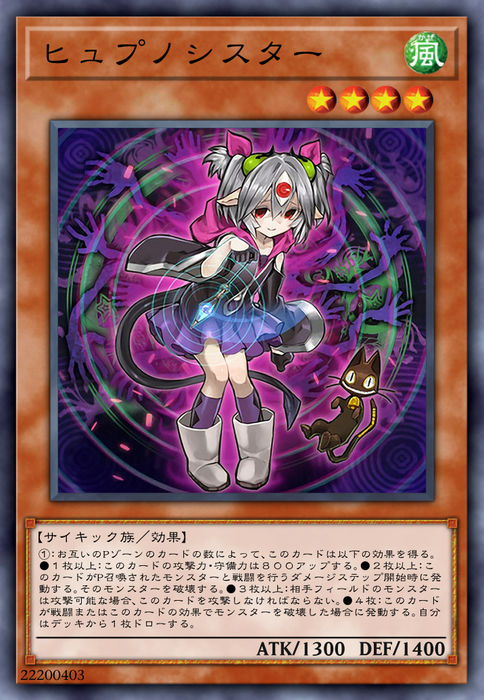 ヒュプノシスター
かぜ
風
【サイキック族/効果】
①:お互いのPゾーンのカードの数によって、このカードは以下の効果を得る。
●1枚以上:このカードの攻撃力・守備力は800アップする。●2枚以上:こ
のカードがP召喚されたモンスターと戦闘を行うダメージステップ開始時に発
動する。そのモンスターを破壊する。●3枚以上:相手フィールドのモンスター
は攻撃可能な場合、このカードを攻撃しなければならない。●4枚:このカード
が戦闘またはこのカードの効果でモンスターを破壊した場合に発動する。自分
はデッキから1枚ドローする。
ATK/1300 DEF/1400
22200403